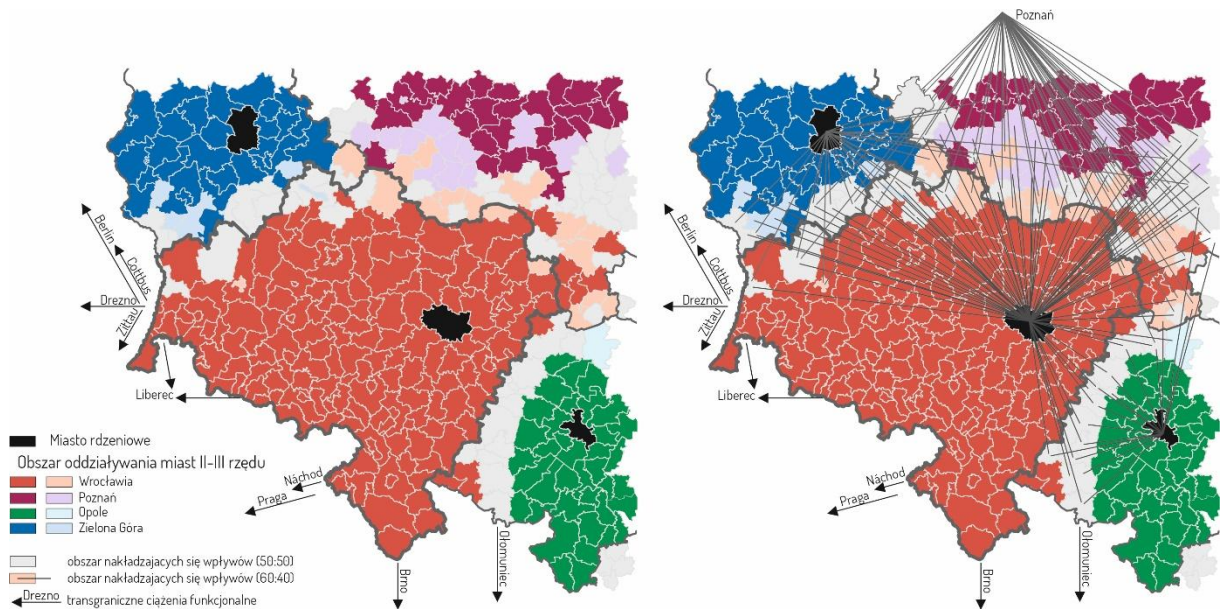 Poznań
Berlin
Cottbus
Drezno
Zittau
Liberec
Miasto rdzeniowe
Obszar oddziaływania miast II-III rzędu
Wrocławia
Poznań
Opole
Zielona Góra
obszar nakładzających się wpływów (50:50)
obszar nakładzających się wpływów (60:40)
Drezno transgraniczne ciążenia funkcjonalne
Náchod
Praga
Brno
Ołomuniec
Berlin
Cottbus
Drezno
Zittau
Liberec
Náchod
Praga
Brno
Ołomuniec